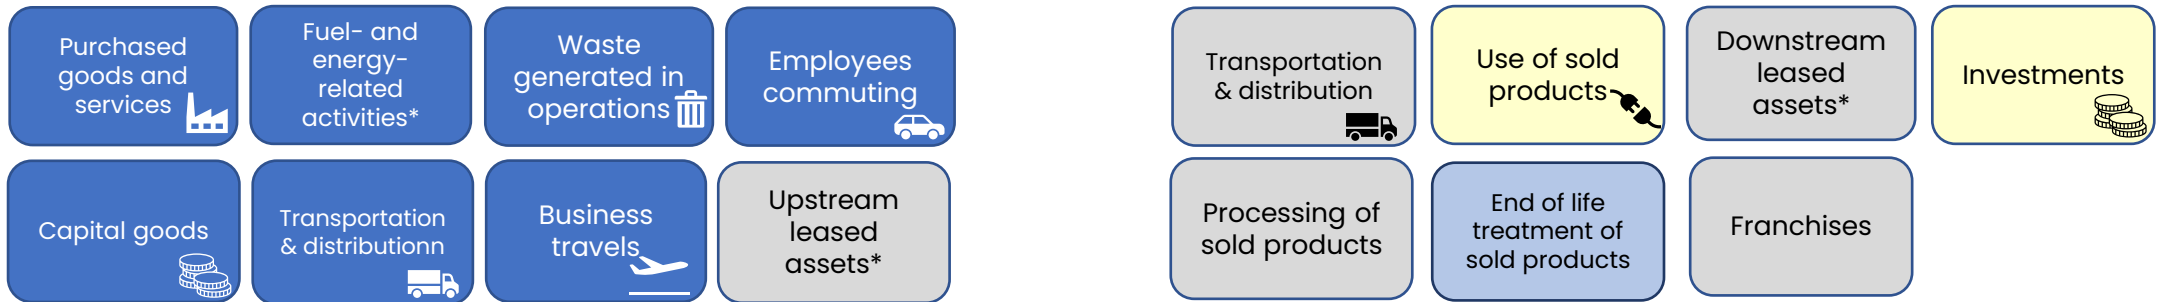 Purchased
goods and
services
Fuel- and
energy-
related
activities*
Waste
generated in
operations
Employees
commuting
Capital goods
Transportation
& distributionn
Business
travels
Upstream
leased
assets*
Transportation
& distribution
Use of sold
products
Downstream
leased
assets*
Investments
Processing of
sold products
End of life
treatment of
sold products
Franchises